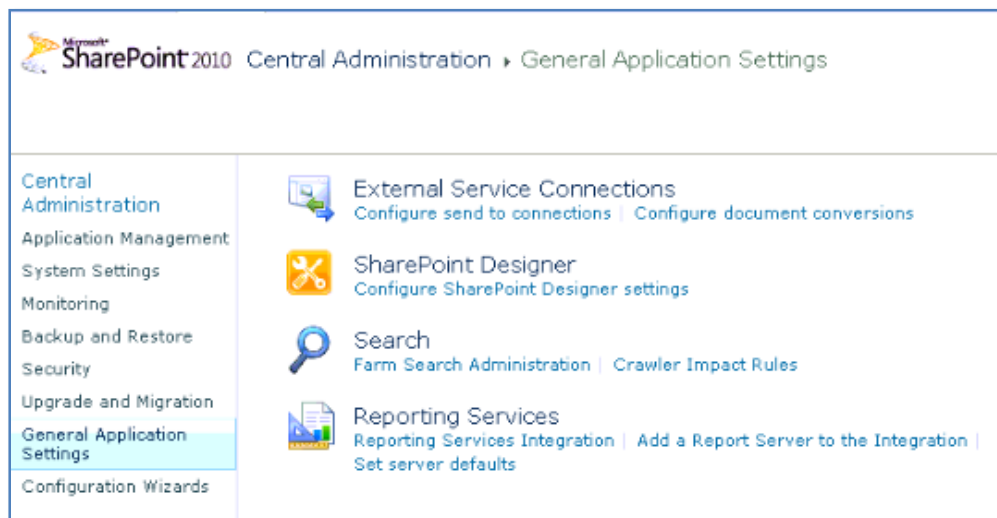 Microsoft®
SharePoint 2010 Central Administration ▸ General Application Settings
Central
Administration
Application Management
System Settings
Monitoring
Backup and Restore
Security
Upgrade and Migration
General Application
Settings
Configuration Wizards
External Service Connections
Configure send to connections | Configure document conversions
SharePoint Designer
Configure SharePoint Designer settings
Search
Farm Search Administration | Crawler Impact Rules
Reporting Services
Reporting Services Integration | Add a Report Server to the Integration |
Set server defaults